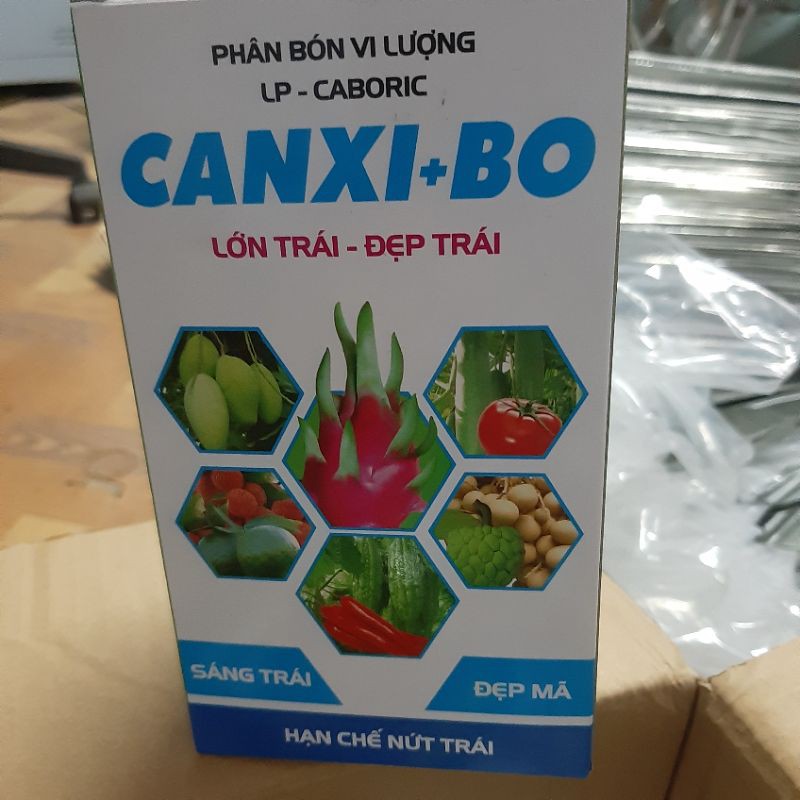 PHÂN BÓN VI LƯỢNG
LP - CABORIC
CANXI+BO
LỚN TRÁI - ĐẸP TRÁI
SÁNG TRÁI
ĐẸP MÃ
HẠN CHẾ NỨT TRÁI